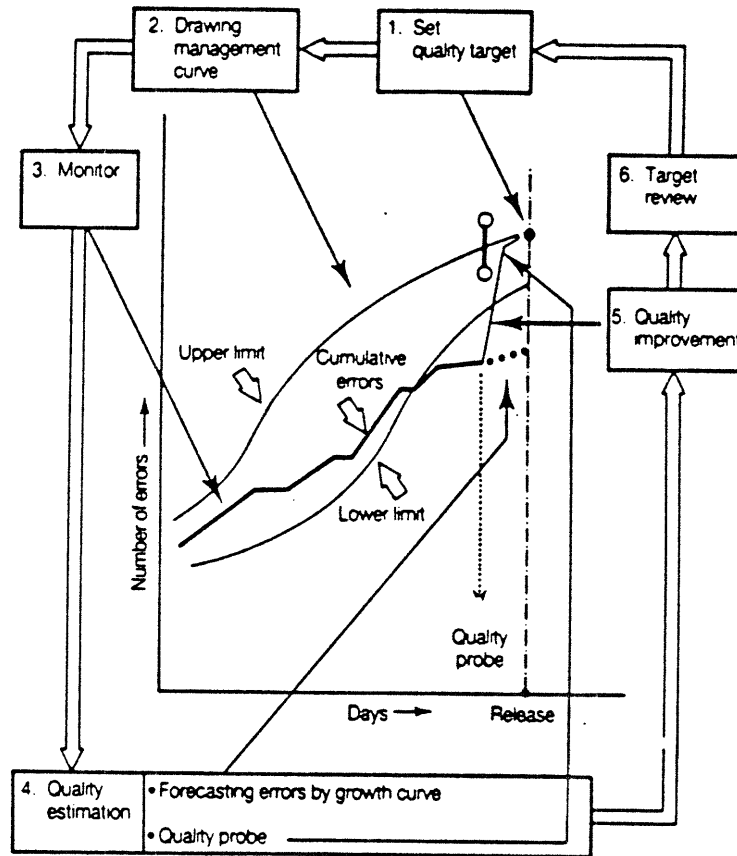 2. Drawing
management
curve
1. Set
quality target
3. Monitor
6. Target
review
5. Quality
improvement
Upper limit
Cumulative
errors
Lower limit
Number of errors
Quality
probe
Days
Release
4. Quality
estimation
• Forecasting errors by growth curve
• Quality probe